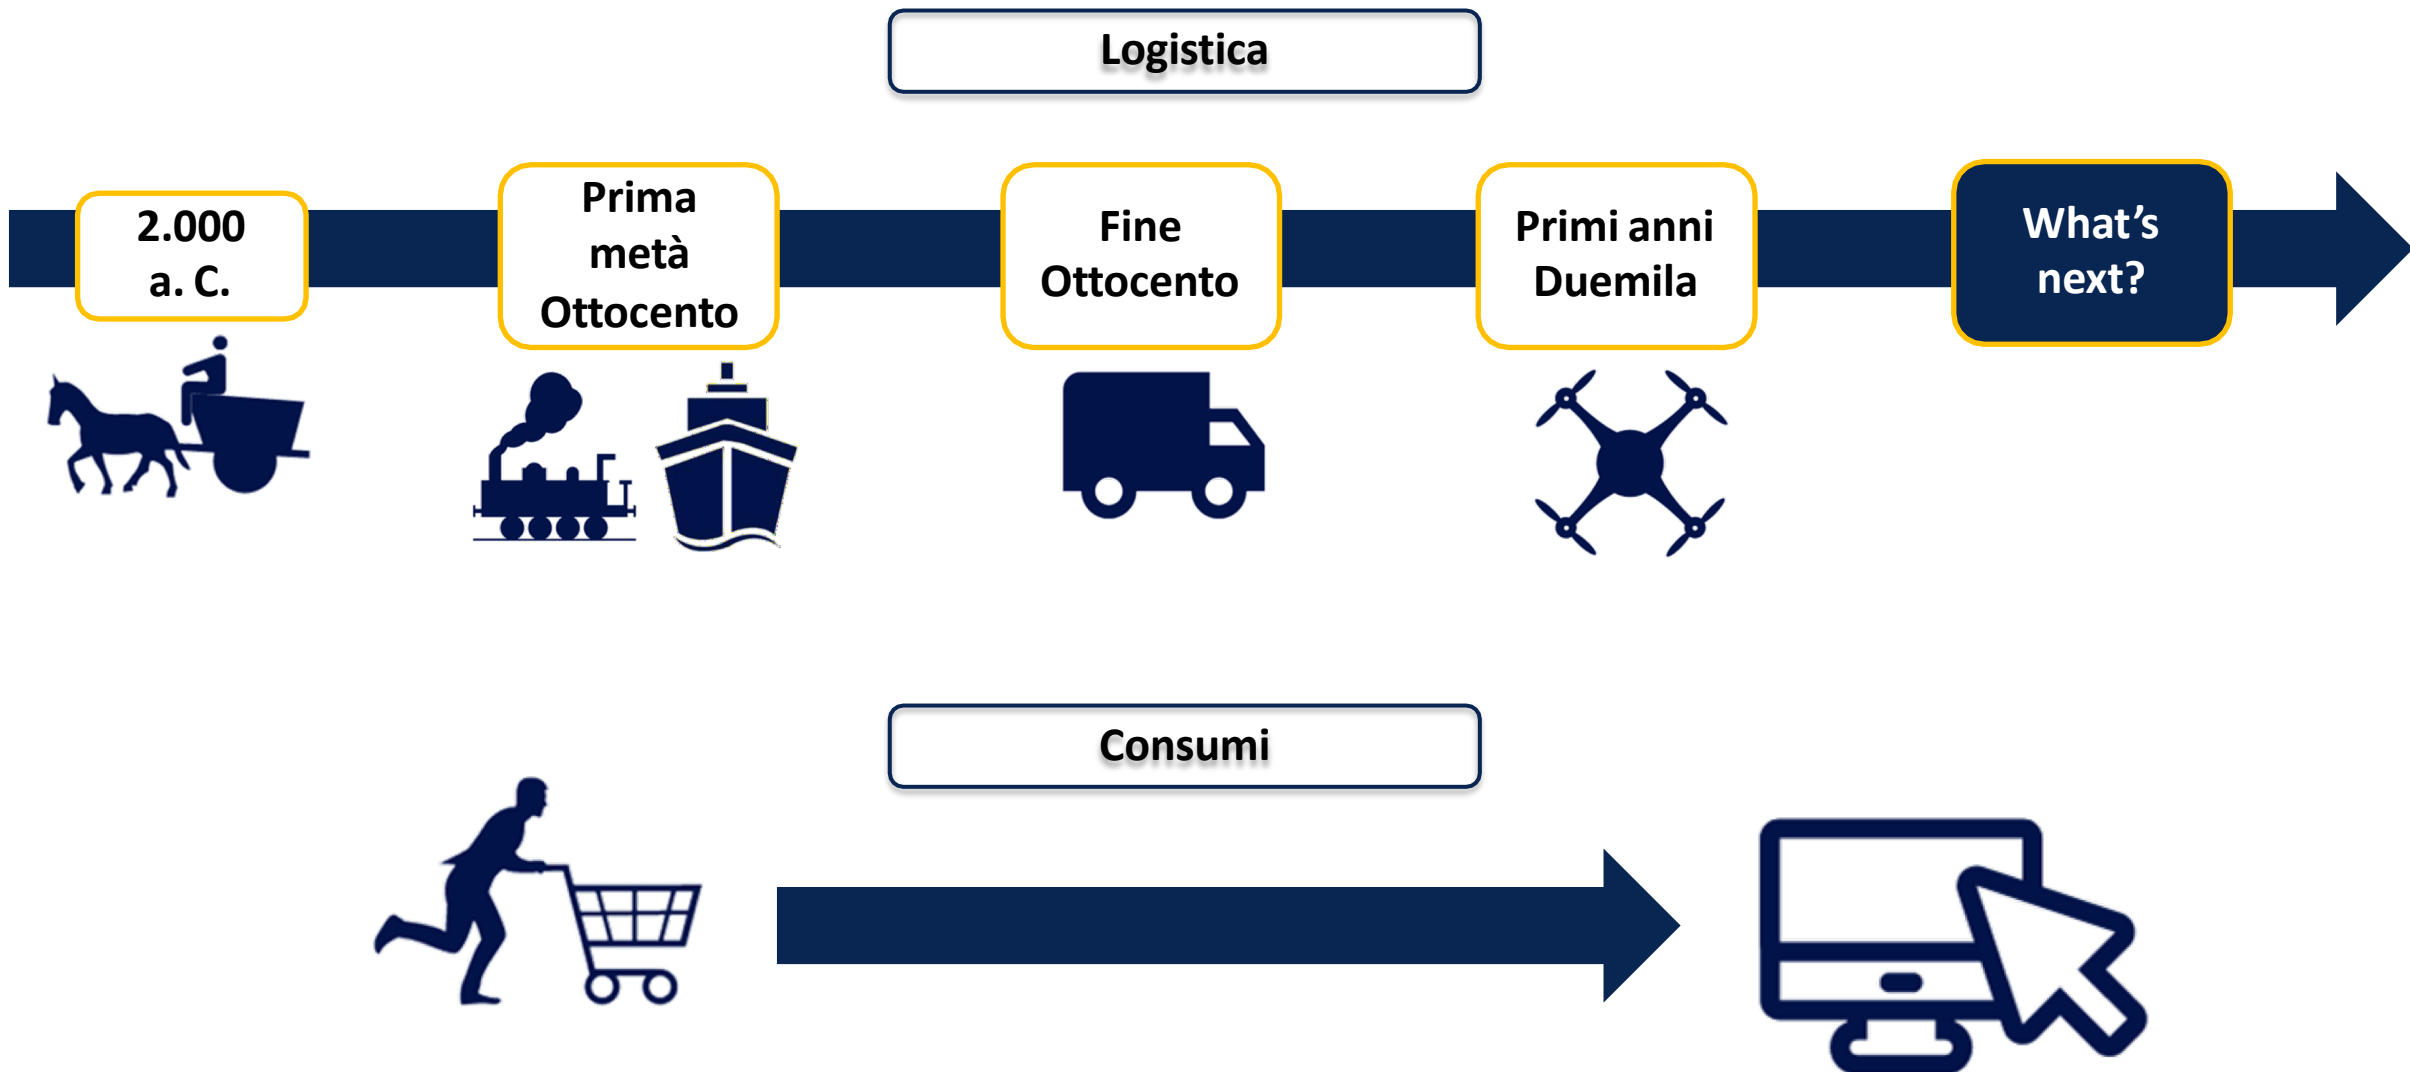 Logistica
2.000
a. C.
Prima
metà
Ottocento
Fine
Ottocento
Primi anni
Duemila
What’s
next?
Consumi